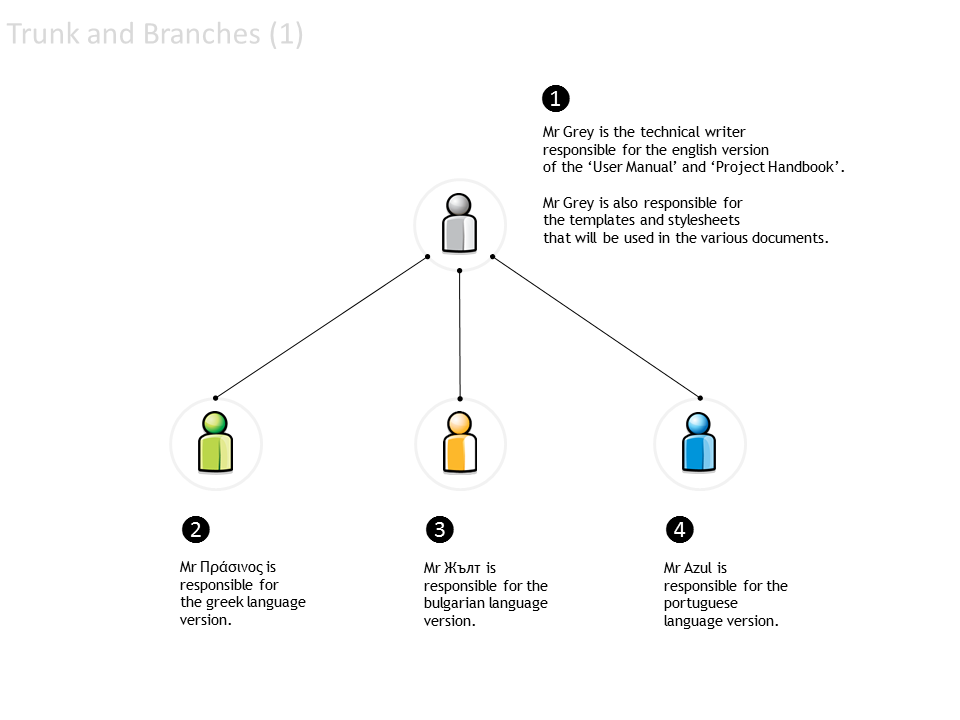 Trunk and Branches (1)
1
Mr Grey is the technical writer
responsible for the english version
of the ‘User Manual’ and ‘Project Handbook’.
Mr Grey is also responsible for
the templates and stylesheets
that will be used in the various documents.
2
Mr Πράσινος is
responsible for
the greek language
version.
3
Mr Жълт is
responsible for the
bulgarian language
version.
4
Mr Azul is
responsible for the
portuguese
language version.